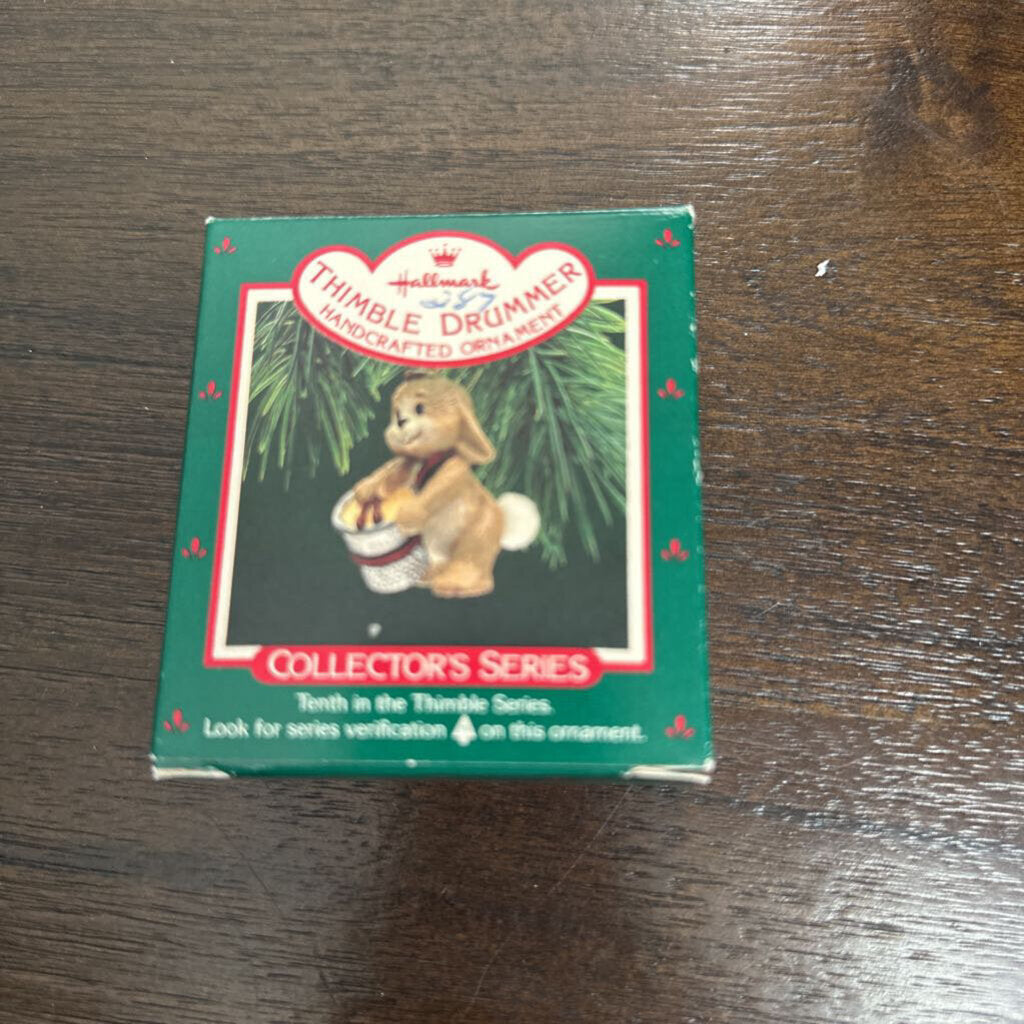 Hallmark
287
THIMBLE DRUMMER
HANDCRAFTED ORNAMENT
COLLECTOR'S SERIES
Tenth in the Thimble Series.
Look for series verification on this ornament.